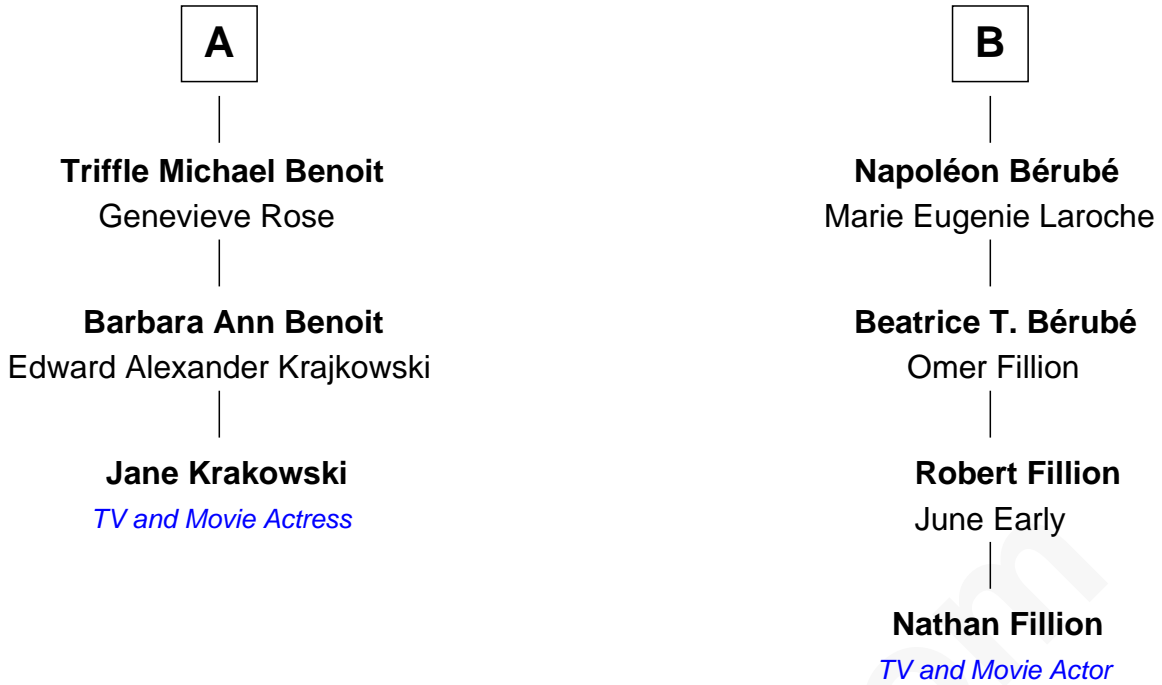 A
Triffle Michael Benoit
Genevieve Rose
Barbara Ann Benoit
Edward Alexander Krajkowski
Jane Krakowski
TV and Movie Actress
B
Napoléon Bérubé
Marie Eugenie Laroche
Beatrice T. Bérubé
Omer Fillion
Robert Fillion
June Early
Nathan Fillion
TV and Movie Actor